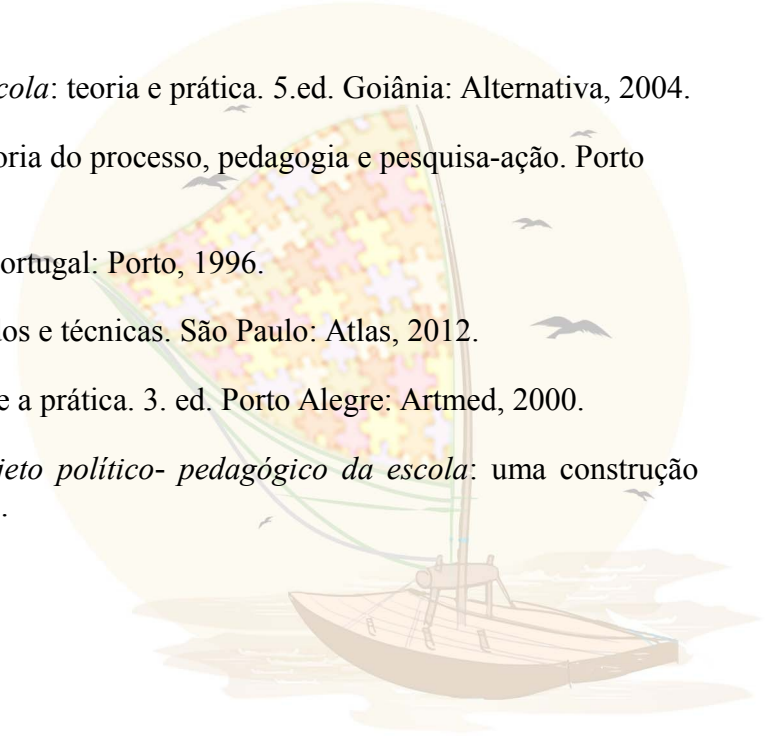 cola: teoria e prática. 5.ed. Goiânia: Alternativa, 2004.
oria do processo, pedagogia e pesquisa-ação. Porto
ortugal: Porto, 1996.
los e técnicas. São Paulo: Atlas, 2012.
e a prática. 3. ed. Porto Alegre: Artmed, 2000.
jeto político- pedagógico da escola: uma construção
.